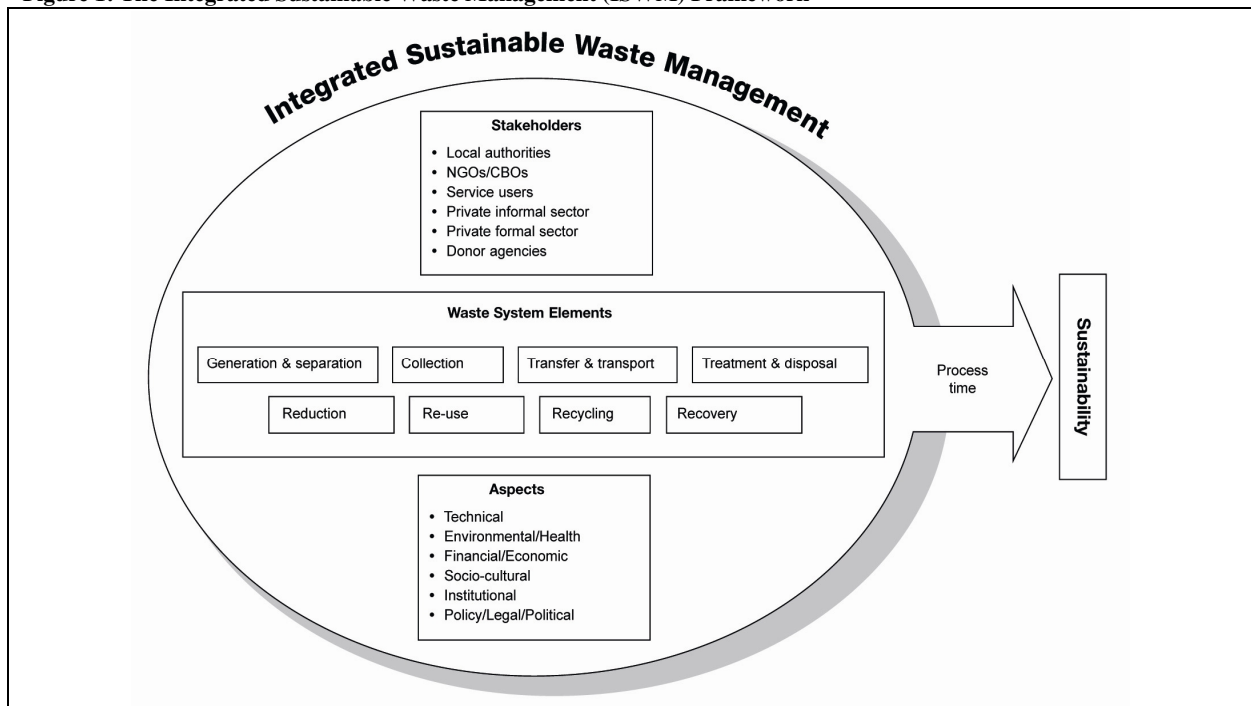 Figure 1: The Integrated Sustainable Waste Management (ISWM) Framework
Integrated Sustainable Waste Management
Stakeholders
• Local authorities
• NGOs/CBOs
• Service users
• Private informal sector
• Private formal sector
• Donor agencies
Waste System Elements
Generation & separation
Collection
Transfer & transport
Treatment & disposal
Reduction
Re-use
Recycling
Recovery
Aspects
• Technical
• Environmental/Health
• Financial/Economic
• Socio-cultural
• Institutional
• Policy/Legal/Political
Process
time
Sustainability